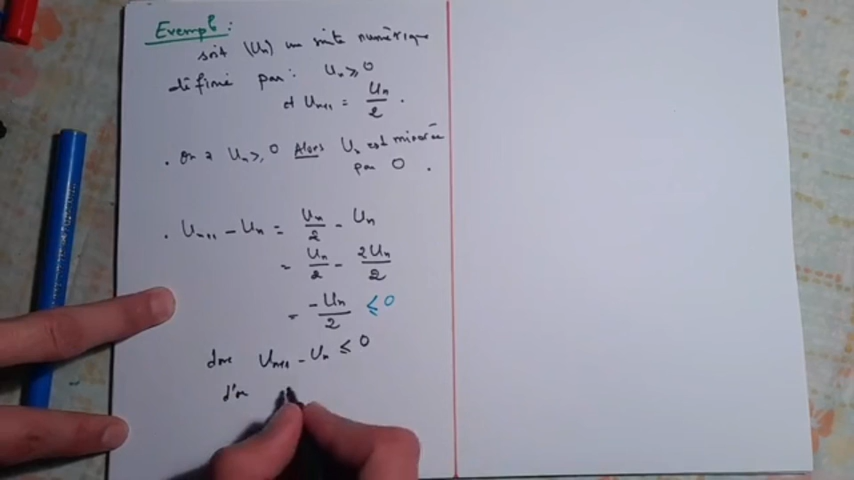 Exemple :
soit (Un) un suite numérique
défini par : Un ≥ 0
et Un+1 = Un/2 .
. On a Un ≥ 0 Alors Un est minorée
par 0 .
. Un+1 - Un = Un/2 - Un
= Un/2 - 2Un/2
= -Un/2 ≤ 0
donc Un+1 - Un ≤ 0
d'où